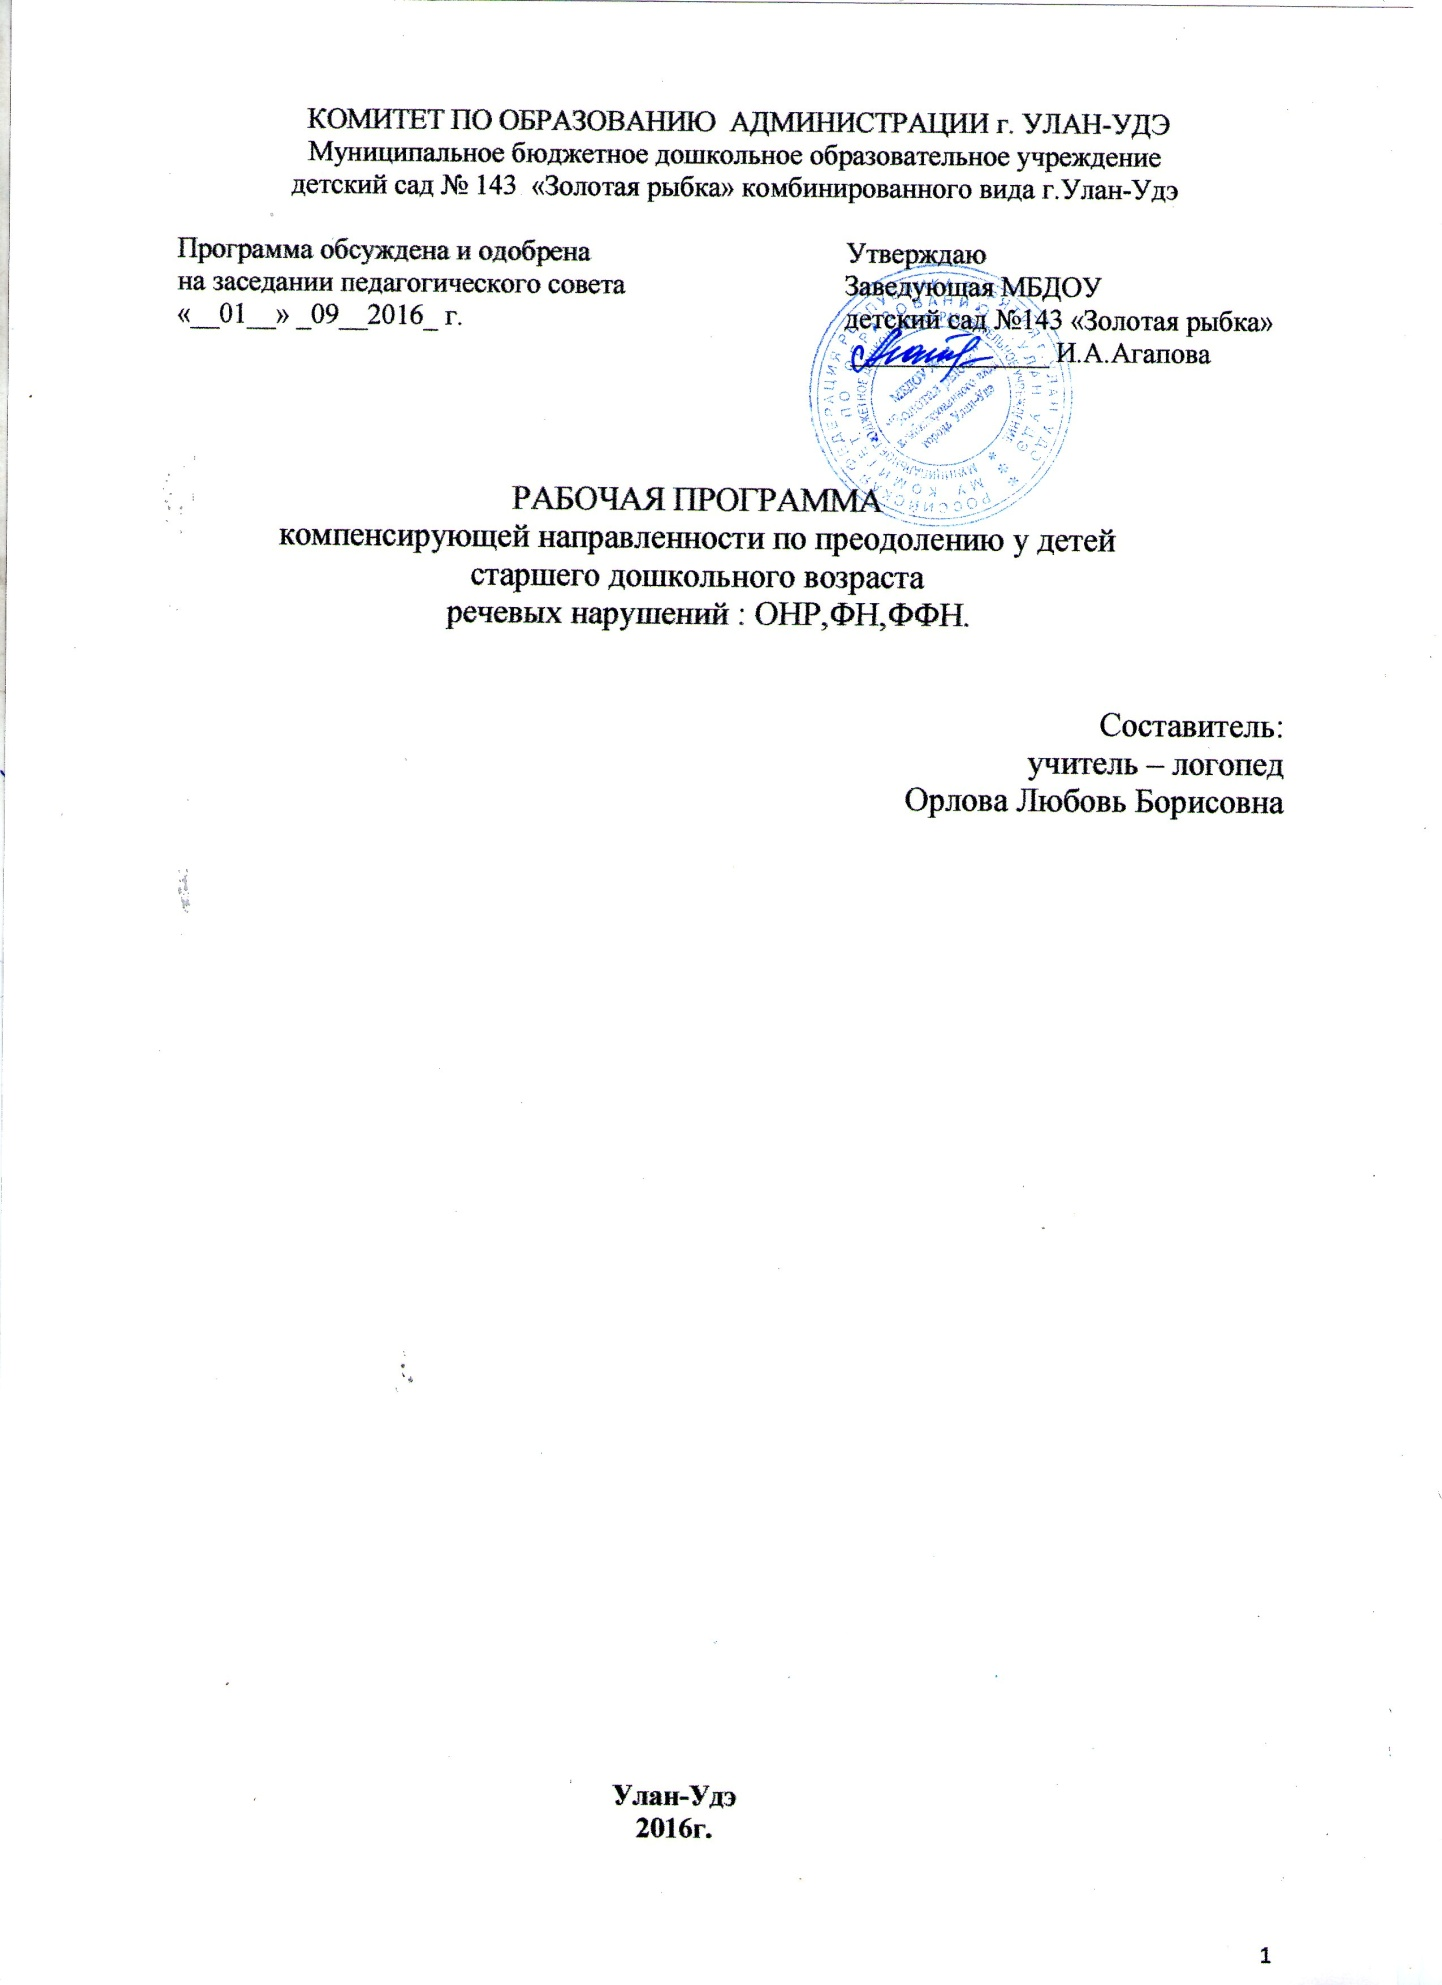 КОМИТЕТ ПО ОБРАЗОВАНИЮ АДМИНИСТРАЦИИ г. УЛАН-УДЭ
Муниципальное бюджетное дошкольное образовательное учреждение
детский сад № 143 «Золотая рыбка» комбинированного вида г.Улан-Удэ
Программа обсуждена и одобрена
на заседании педагогического совета
«__01__» _09__2016_ г.
Утверждаю
Заведующая МБДОУ
детский сад №143 «Золотая рыбка»
_____________ И.А.Агапова
РАБОЧАЯ ПРОГРАММА
компенсирующей направленности по преодолению у детей
старшего дошкольного возраста
речевых нарушений : ОНР,ФН,ФФН.
Составитель:
учитель – логопед
Орлова Любовь Борисовна
Улан-Удэ
2016г.
1